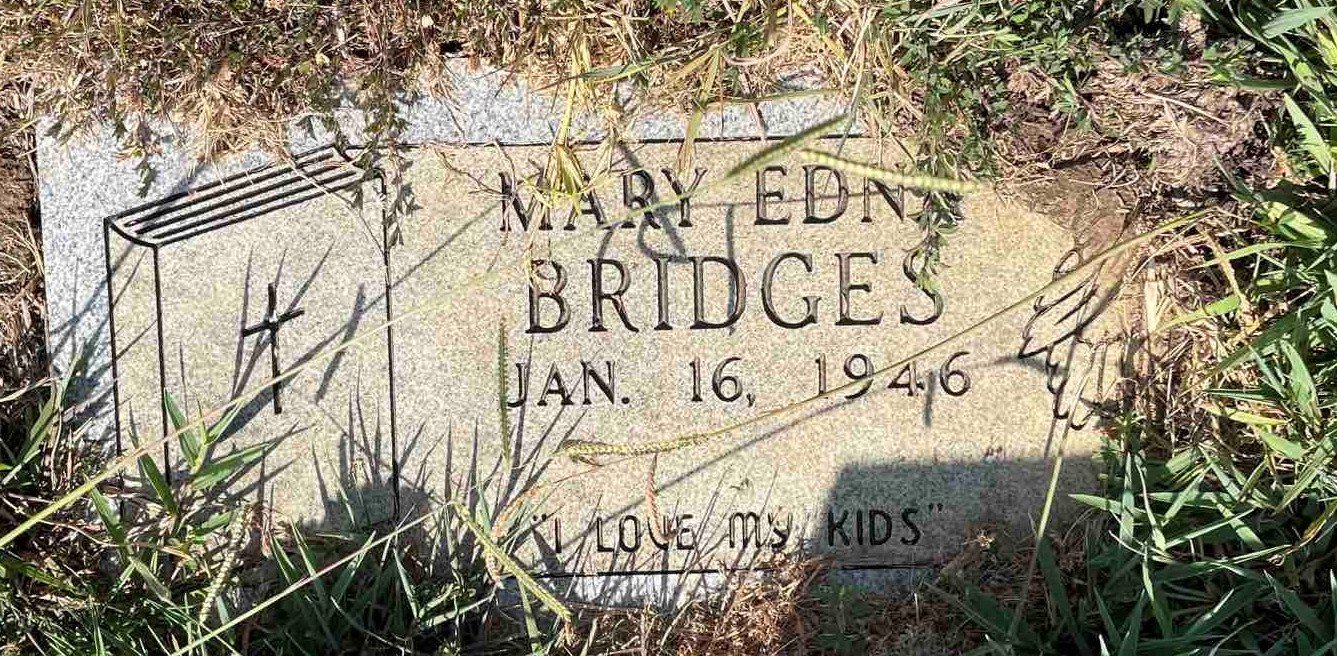 MARY EDNA
BRIDGES
JAN. 16, 1946
"I LOVE MY KIDS"